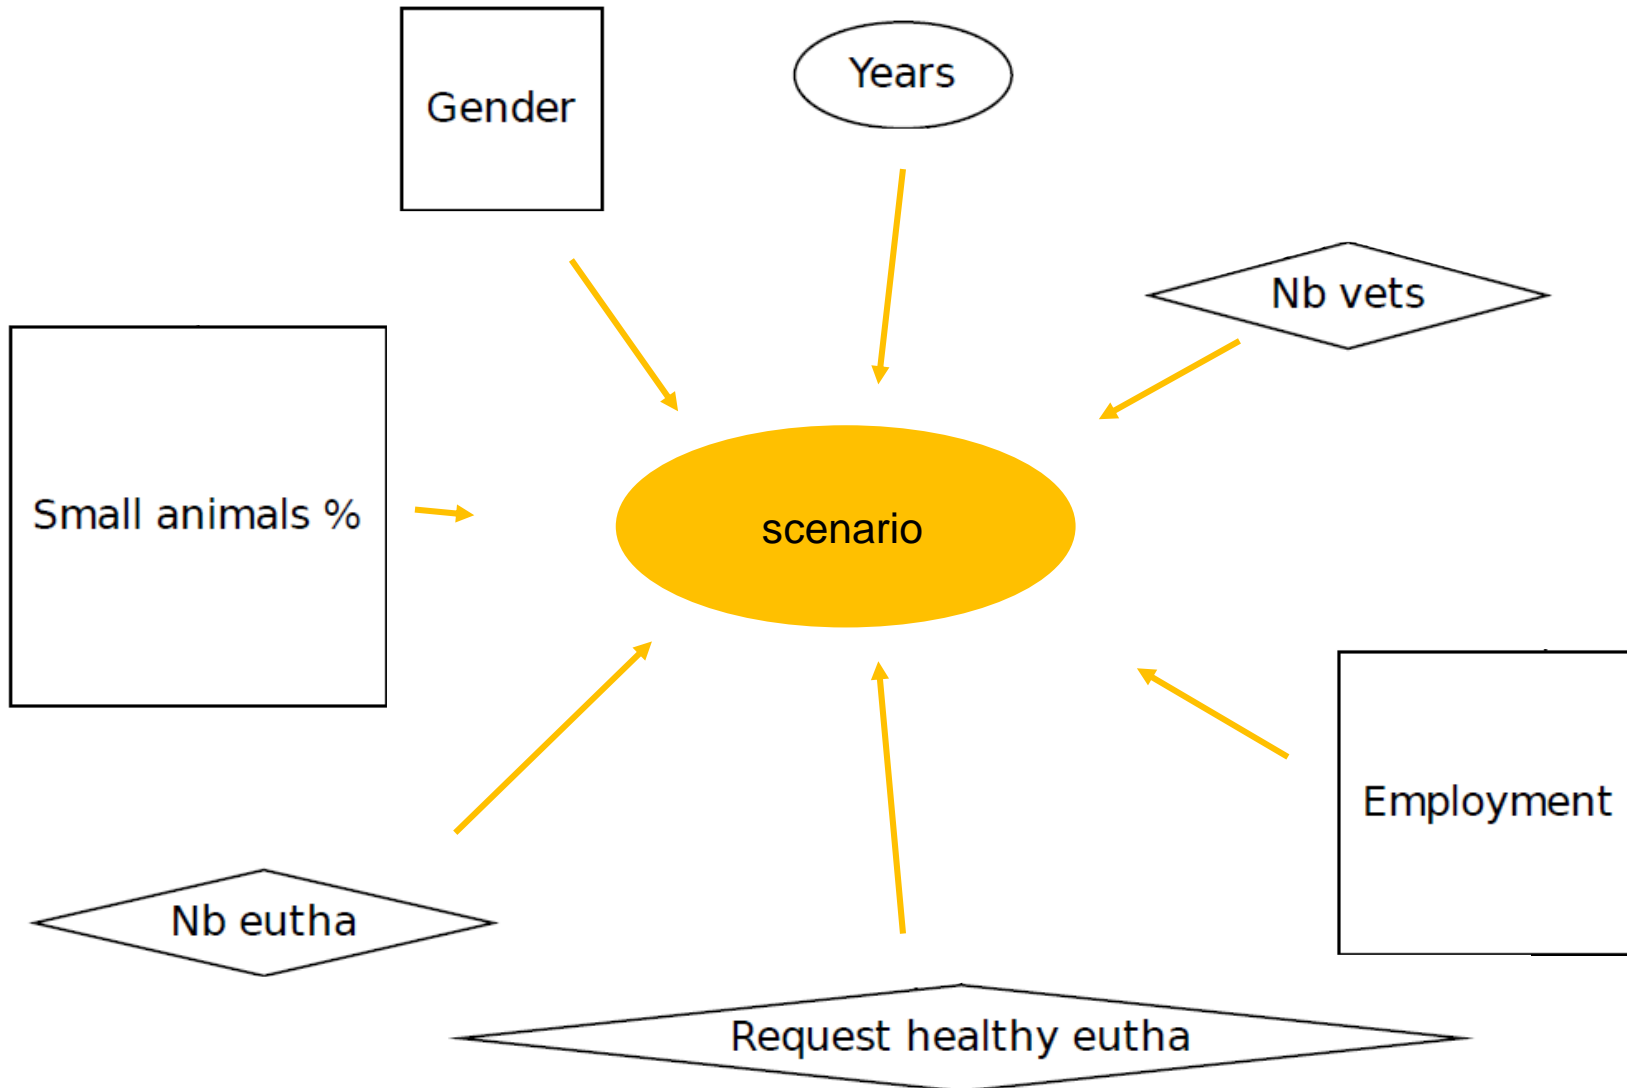 Gender
Years
Nb vets
Small animals %
scenario
Employment
Nb eutha
Request healthy eutha